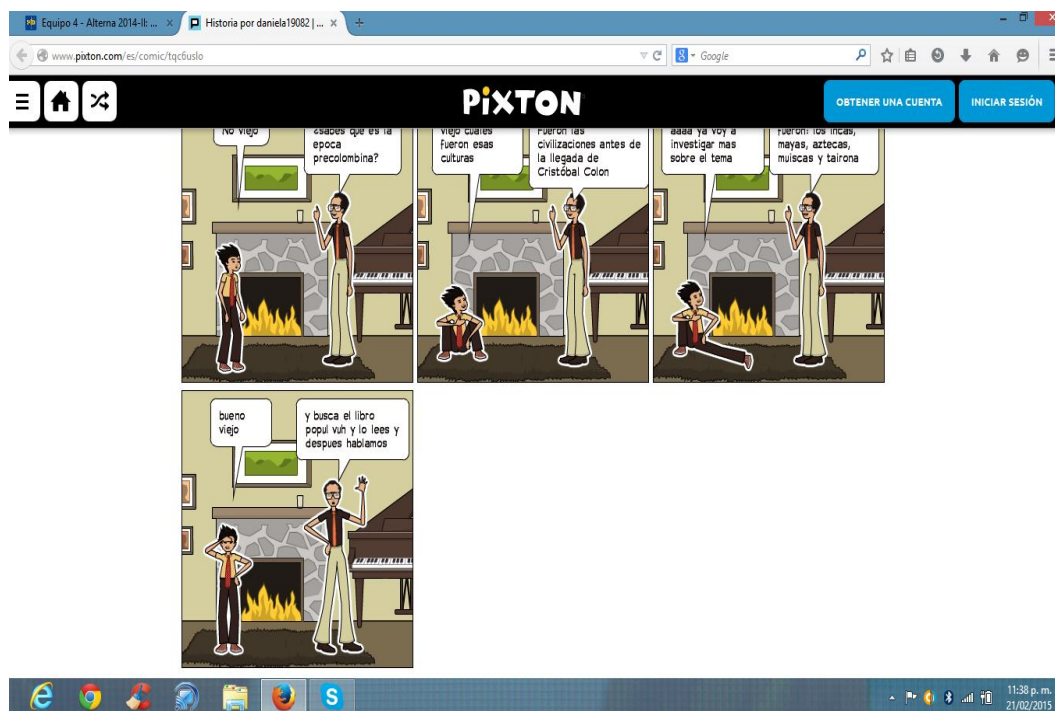 Equipo 4 - Alterna 2014-II: ...
Historia por daniela19082 | ...
www.pixton.com/es/comic/tqc6uslo
Google
PiXTON
OBTENER UNA CUENTA
INICIAR SESIÓN
No viejo
¿sabes que es la
epoca
precolombina?
viejo cuales
fueron esas
culturas
Fueron las
civilizaciones antes de
la llegada de
Cristóbal Colon
aaaa ya voy a
investigar mas
sobre el tema
Fueron: los incas,
mayas, aztecas,
muiscas y tairona
bueno
viejo
y busca el libro
popul vuh y lo lees y
despues hablamos
11:38 p. m.
21/02/2015